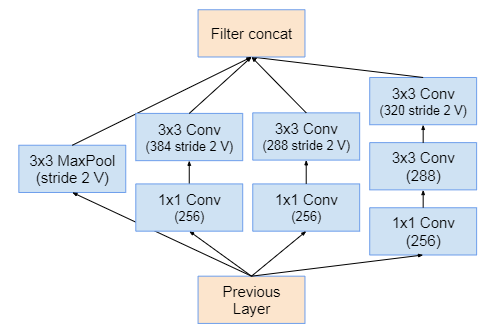 Filter concat
3x3 MaxPool
(stride 2 V)
3x3 Conv
(384 stride 2 V)
1x1 Conv
(256)
3x3 Conv
(288 stride 2 V)
1x1 Conv
(256)
3x3 Conv
(320 stride 2 V)
3x3 Conv
(288)
1x1 Conv
(256)
Previous
Layer